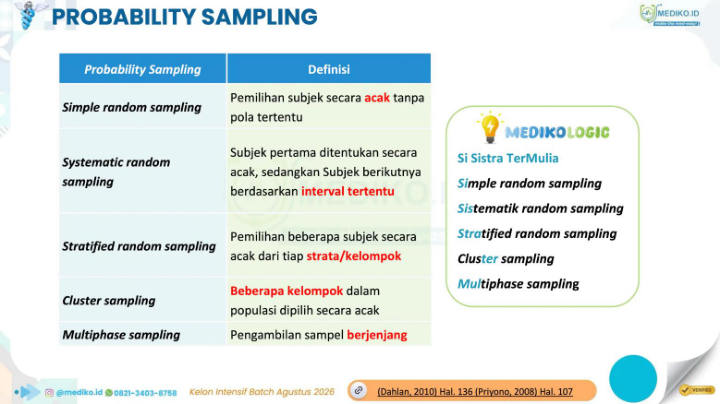 PROBABILITY SAMPLING
MEDIKO.ID
Probability Sampling
Definisi
Simple random sampling
Pemilihan subjek secara acak tanpa
pola tertentu
Systematic random
sampling
Subjek pertama ditentukan secara
acak, sedangkan Subjek berikutnya
berdasarkan interval tertentu
Stratified random sampling
Pemilihan beberapa subjek secara
acak dari tiap strata/kelompok
Cluster sampling
Beberapa kelompok dalam
populasi dipilih secara acak
Multiphase sampling
Pengambilan sampel berjenjang
MEDIKO.ID
MEDIKOLOGIC
Si Sistra TerMulia
Simple random sampling
Sistematik random sampling
Stratified random sampling
Cluster sampling
Multiphase sampling
@mediko.id 0821-3403-8758
Kelon Intensif Batch Agustus 2026
(Dahlan, 2010) Hal. 136 (Priyono, 2008) Hal. 107
VERIFIED